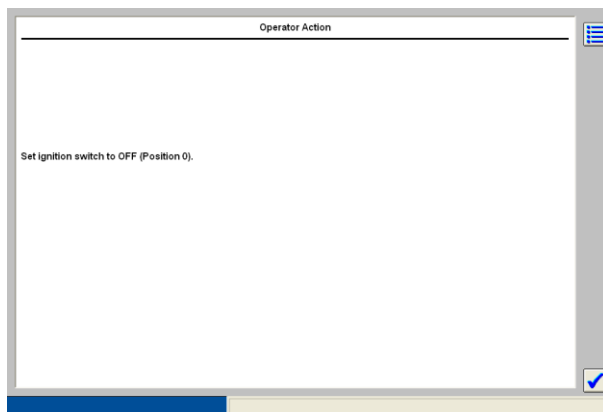 Operator Action
Set ignition switch to OFF (Position 0).